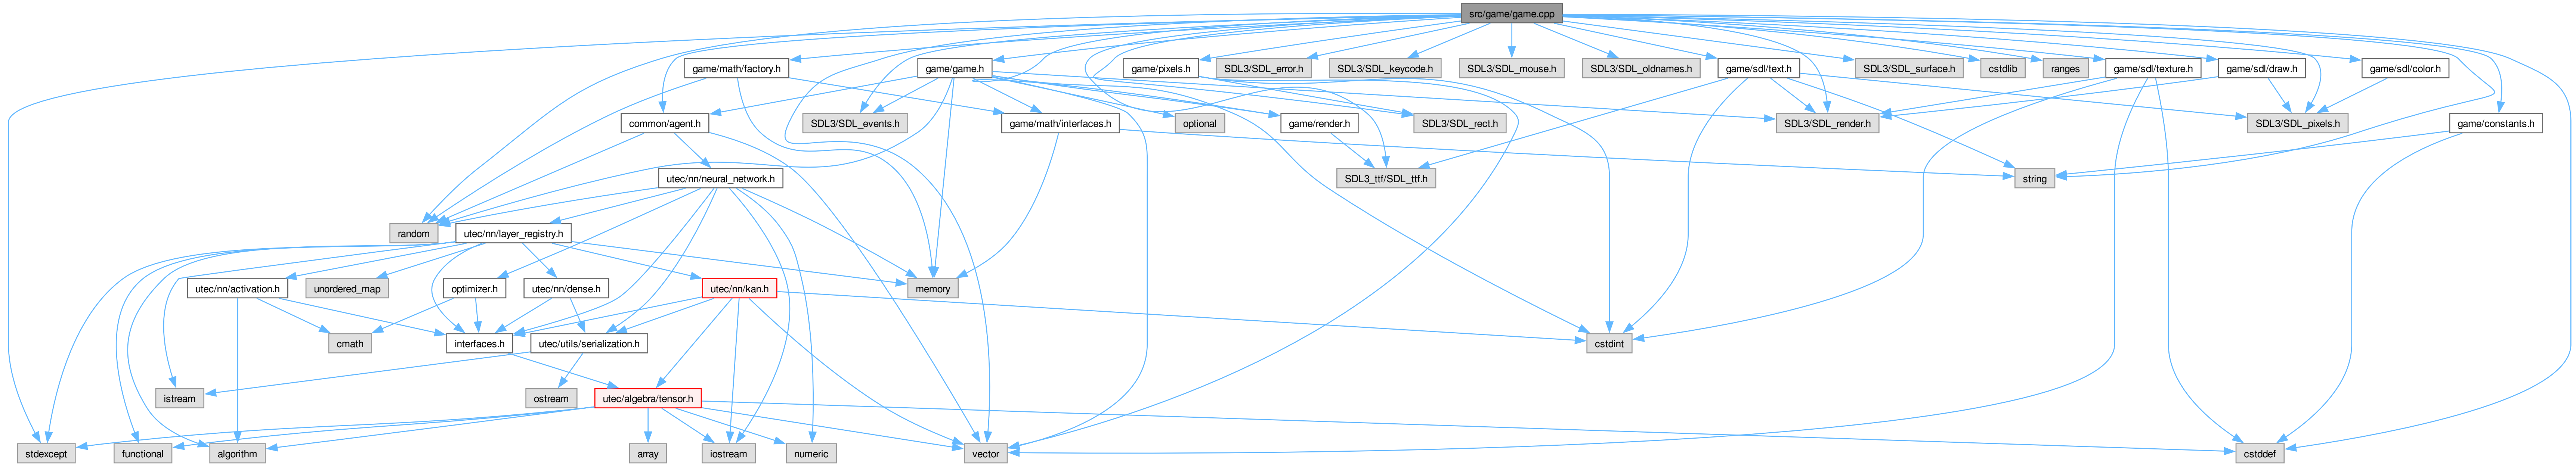 src/game/game.cpp
game/math/factory.h
game/game.h
game/pixels.h
SDL3/SDL_error.h
SDL3/SDL_keycode.h
SDL3/SDL_mouse.h
SDL3/SDL_oldnames.h
game/sdl/text.h
SDL3/SDL_surface.h
cstdlib
ranges
game/sdl/texture.h
game/sdl/draw.h
game/sdl/color.h
common/agent.h
SDL3/SDL_events.h
game/math/interfaces.h
optional
game/render.h
SDL3/SDL_rect.h
SDL3/SDL_render.h
SDL3/SDL_pixels.h
game/constants.h
utec/nn/neural_network.h
SDL3_ttf/SDL_ttf.h
string
random
utec/nn/layer_registry.h
utec/nn/activation.h
unordered_map
optimizer.h
utec/nn/dense.h
utec/nn/kan.h
memory
cmath
interfaces.h
utec/utils/serialization.h
cstdint
istream
ostream
utec/algebra/tensor.h
stdexcept
functional
algorithm
array
iostream
numeric
vector
cstddef